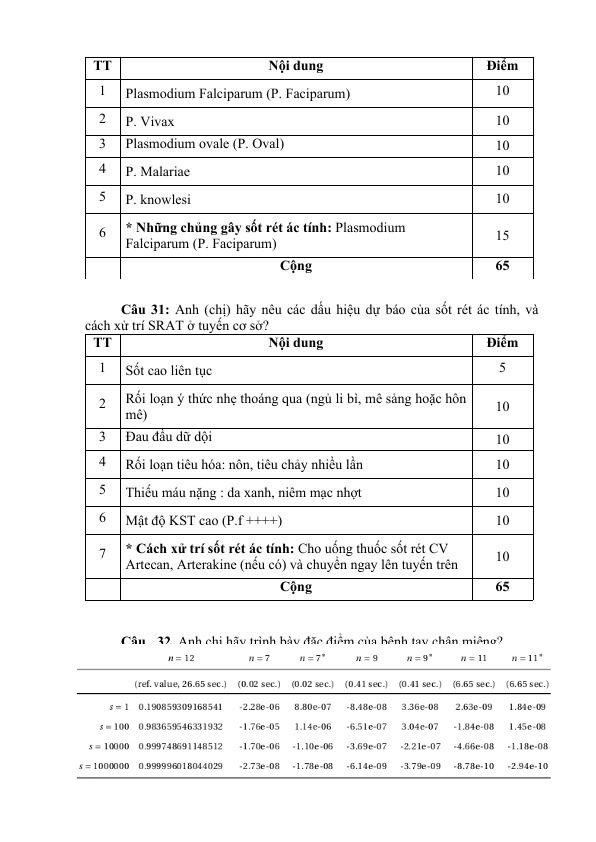 TT Nội dung Điểm
1 Plasmodium Falciparum (P. Faciparum) 10
2 P. Vivax 10
3 Plasmodium ovale (P. Oval) 10
4 P. Malariae 10
5 P. knowlesi 10
6 * Những chủng gây sốt rét ác tính: Plasmodium
Falciparum (P. Faciparum) 15
Cộng 65
Câu 31: Anh (chị) hãy nêu các dấu hiệu dự báo của sốt rét ác tính, và
cách xử trí SRAT ở tuyến cơ sở?
TT Nội dung Điểm
1 Sốt cao liên tục 5
2 Rối loạn ý thức nhẹ thoáng qua (ngủ li bì, mê sảng hoặc hôn
mê) 10
3 Đau đầu dữ dội 10
4 Rối loạn tiêu hóa: nôn, tiêu chảy nhiều lần 10
5 Thiếu máu nặng : da xanh, niêm mạc nhợt 10
6 Mật độ KST cao (P.f ++++) 10
7 * Cách xử trí sốt rét ác tính: Cho uống thuốc sốt rét CV
Artecan, Arterakine (nếu có) và chuyển ngay lên tuyến trên 10
Cộng 65
Câu 32. Anh chị hãy trình bày đặc điểm của bệnh tay chân miệng?
n = 12 n = 7 n = 7* n = 9 n = 9* n = 11 n = 11*
(ref. value, 26.65 sec.) (0.02 sec.) (0.02 sec.) (0.41 sec.) (0.41 sec.) (6.65 sec.) (6.65 sec.)
s = 1 0.190859309168541 -2.28e-06 8.80e-07 -8.48e-08 3.36e-08 2.63e-09 1.84e-09
s = 100 0.983659546331932 -1.76e-05 1.14e-06 -6.51e-07 3.04e-07 -1.84e-08 1.45e-08
s = 10000 0.999748691148512 -1.70e-06 -1.10e-06 -3.69e-07 -2.21e-07 -4.66e-08 -1.18e-08
s = 1000000 0.999996018044029 -2.73e-08 -1.78e-08 -6.14e-09 -3.79e-09 -8.78e-10 -2.94e-10